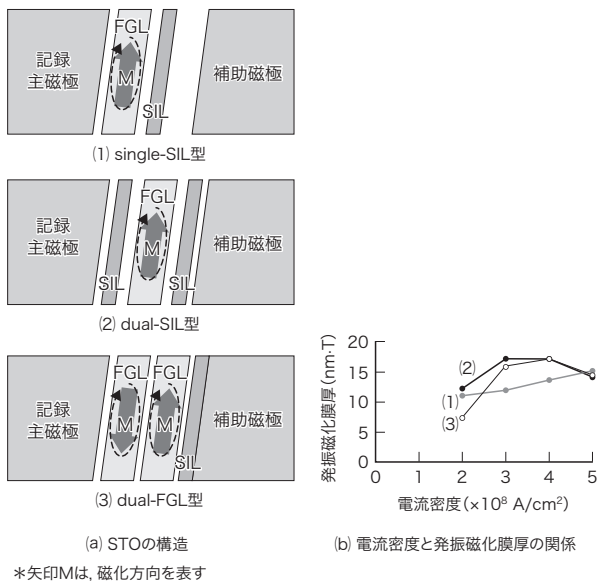 FGL
記録
主磁極
M
補助磁極
SIL
(1) single-SIL型
FGL
記録
主磁極
M
補助磁極
SIL
SIL
(2) dual-SIL型
FGL
FGL
記録
主磁極
M
M
補助磁極
SIL
(3) dual-FGL型
(a) STOの構造
*矢印Mは, 磁化方向を表す
発振磁化膜厚(nm·T)
20
15
10
5
0
(2)
(1)
(3)
0 1 2 3 4 5
電流密度(×10⁸ A/cm²)
(b) 電流密度と発振磁化膜厚の関係